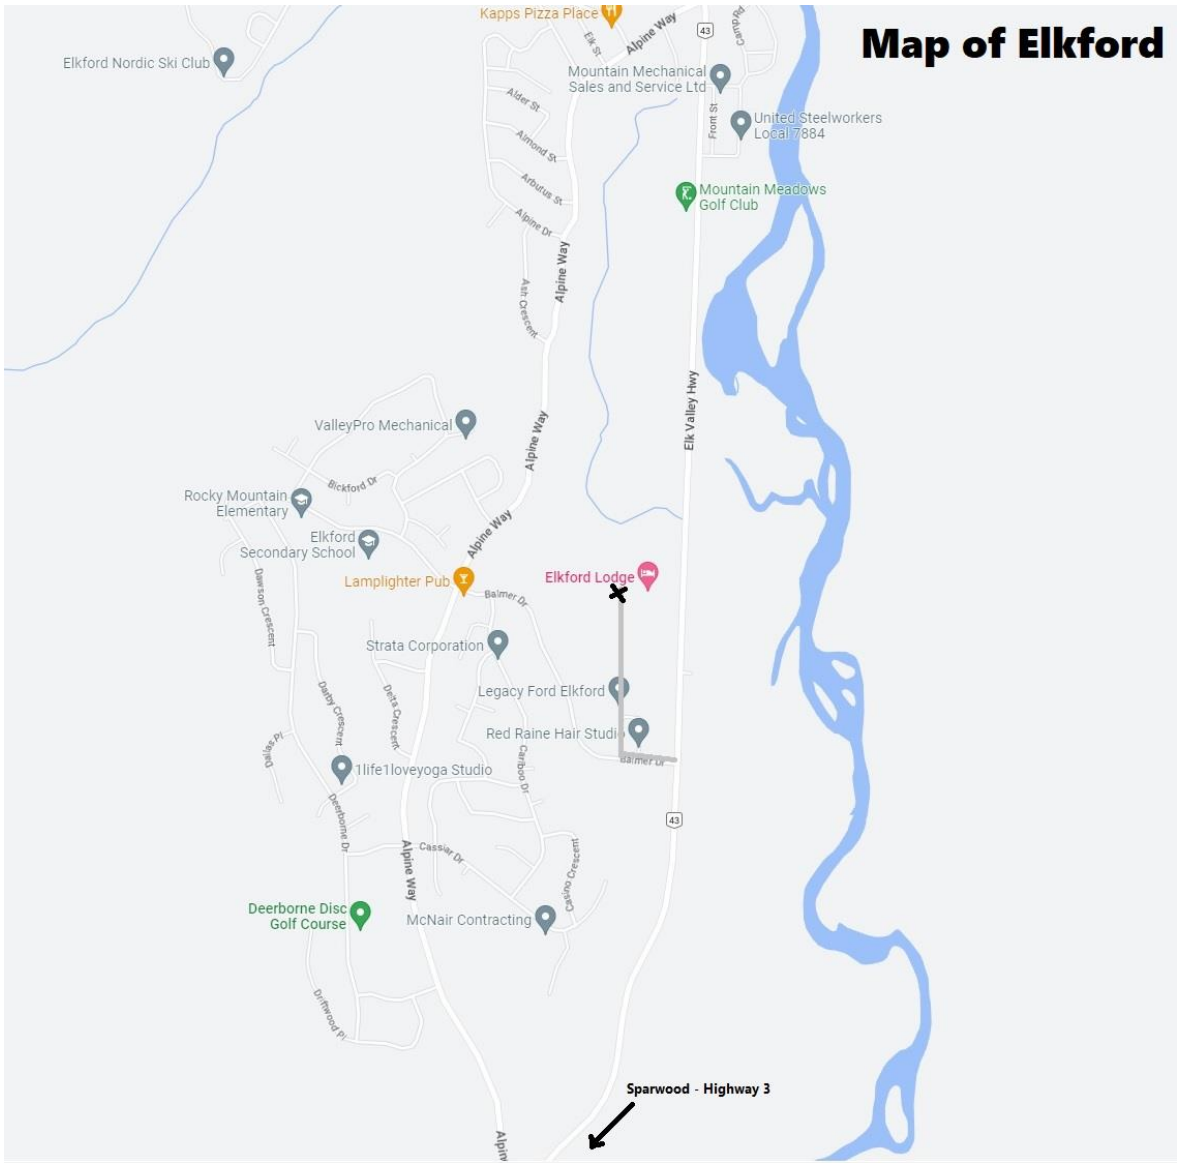 Map of Elkford
Kapps Pizza Place
Elkford Nordic Ski Club
Elk St
Alpine Way
43
Mountain Mechanical
Sales and Service Ltd
Alder St
Front St
United Steelworkers
Local 7884
Almond St
Arbutus St
Mountain Meadows
Golf Club
Alpine Dr
Alpine Way
Ash Crescent
Elk Valley Hwy
ValleyPro Mechanical
Alpine Way
Bickford Dr
Rocky Mountain
Elementary
Elkford
Secondary School
Alpine Way
Lamplighter Pub
Balmer Dr
Elkford Lodge
Dawson Crescent
Strata Corporation
Legacy Ford Elkford
Darby Crescent
Delta Crescent
Red Raine Hair Studio
Dallas Pl
Balmer Dr
1life1loveyoga Studio
Cariboo Dr
43
Deerborne Dr
Alpine Way
Cassiar Dr
Casino Crescent
Deerborne Disc
Golf Course
McNair Contracting
Driftwood Pl
Sparwood - Highway 3